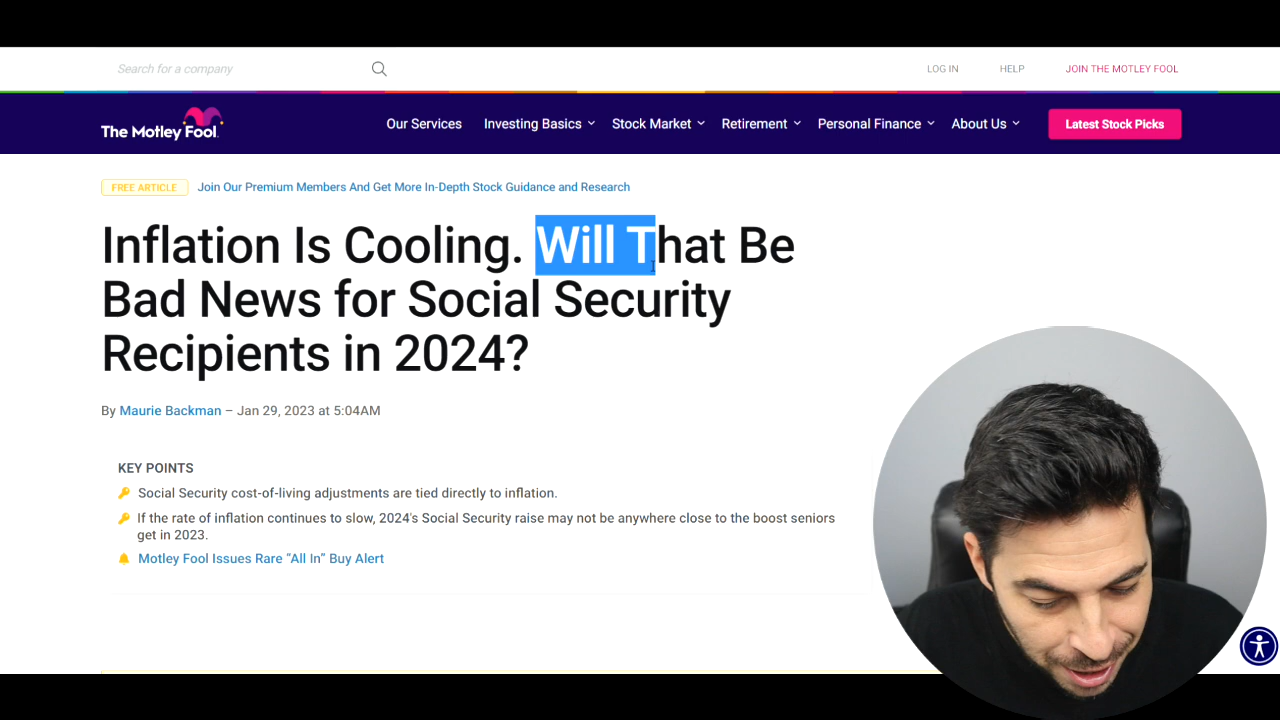 Search for a company
LOG IN HELP JOIN THE MOTLEY FOOL
The Motley Fool.
Our Services Investing Basics Stock Market Retirement Personal Finance About Us Latest Stock Picks
FREE ARTICLE Join Our Premium Members And Get More In-Depth Stock Guidance and Research
Inflation Is Cooling. Will That Be
Bad News for Social Security
Recipients in 2024?
By Maurie Backman – Jan 29, 2023 at 5:04AM
KEY POINTS
Social Security cost-of-living adjustments are tied directly to inflation.
If the rate of inflation continues to slow, 2024's Social Security raise may not be anywhere close to the boost seniors
get in 2023.
Motley Fool Issues Rare “All In” Buy Alert